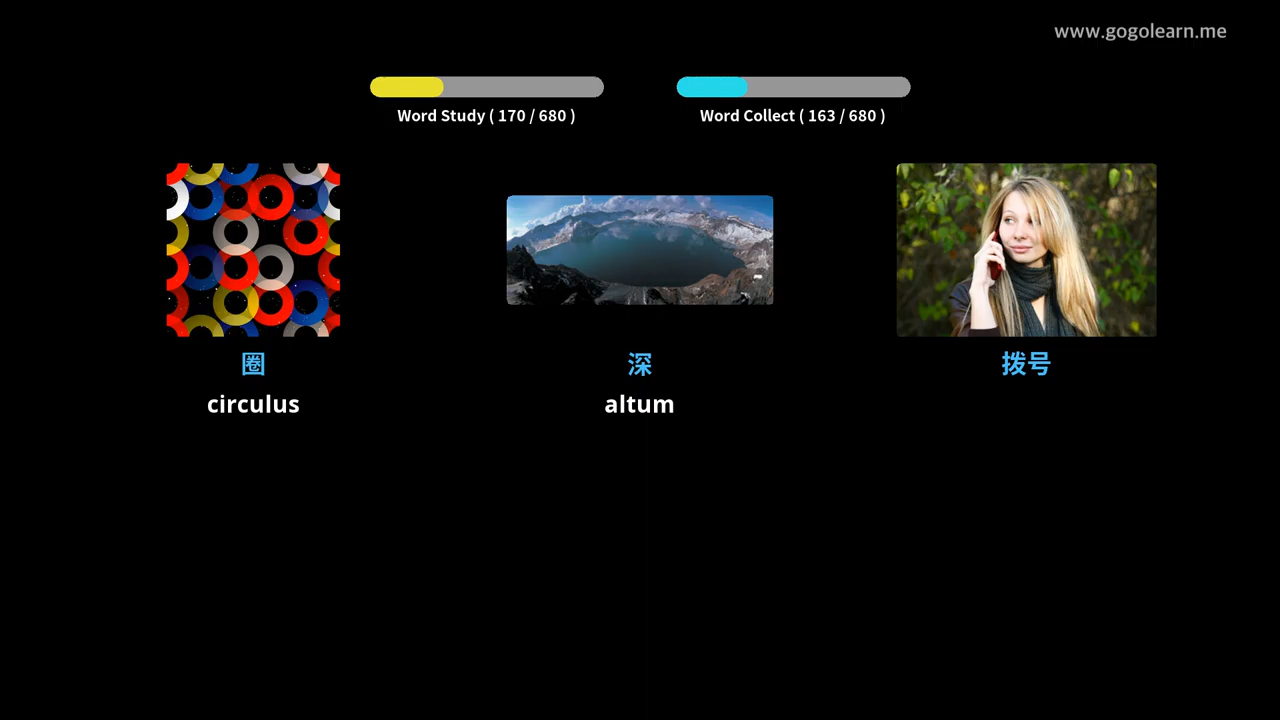 www.gogolearn.me
Word Study ( 170 / 680 )
Word Collect ( 163 / 680 )
圈
深
拨号
circulus
altum